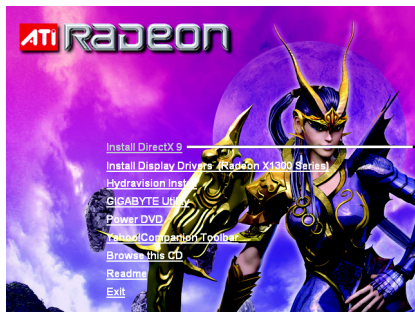 ATI RADEON
Install DirectX 9
Install Display Drivers (Radeon X1300 Series)
Hydravision Install
GIGABYTE Utility
Power DVD
Yahoo!Companion Toolbar
Browse this CD
Readme
Exit